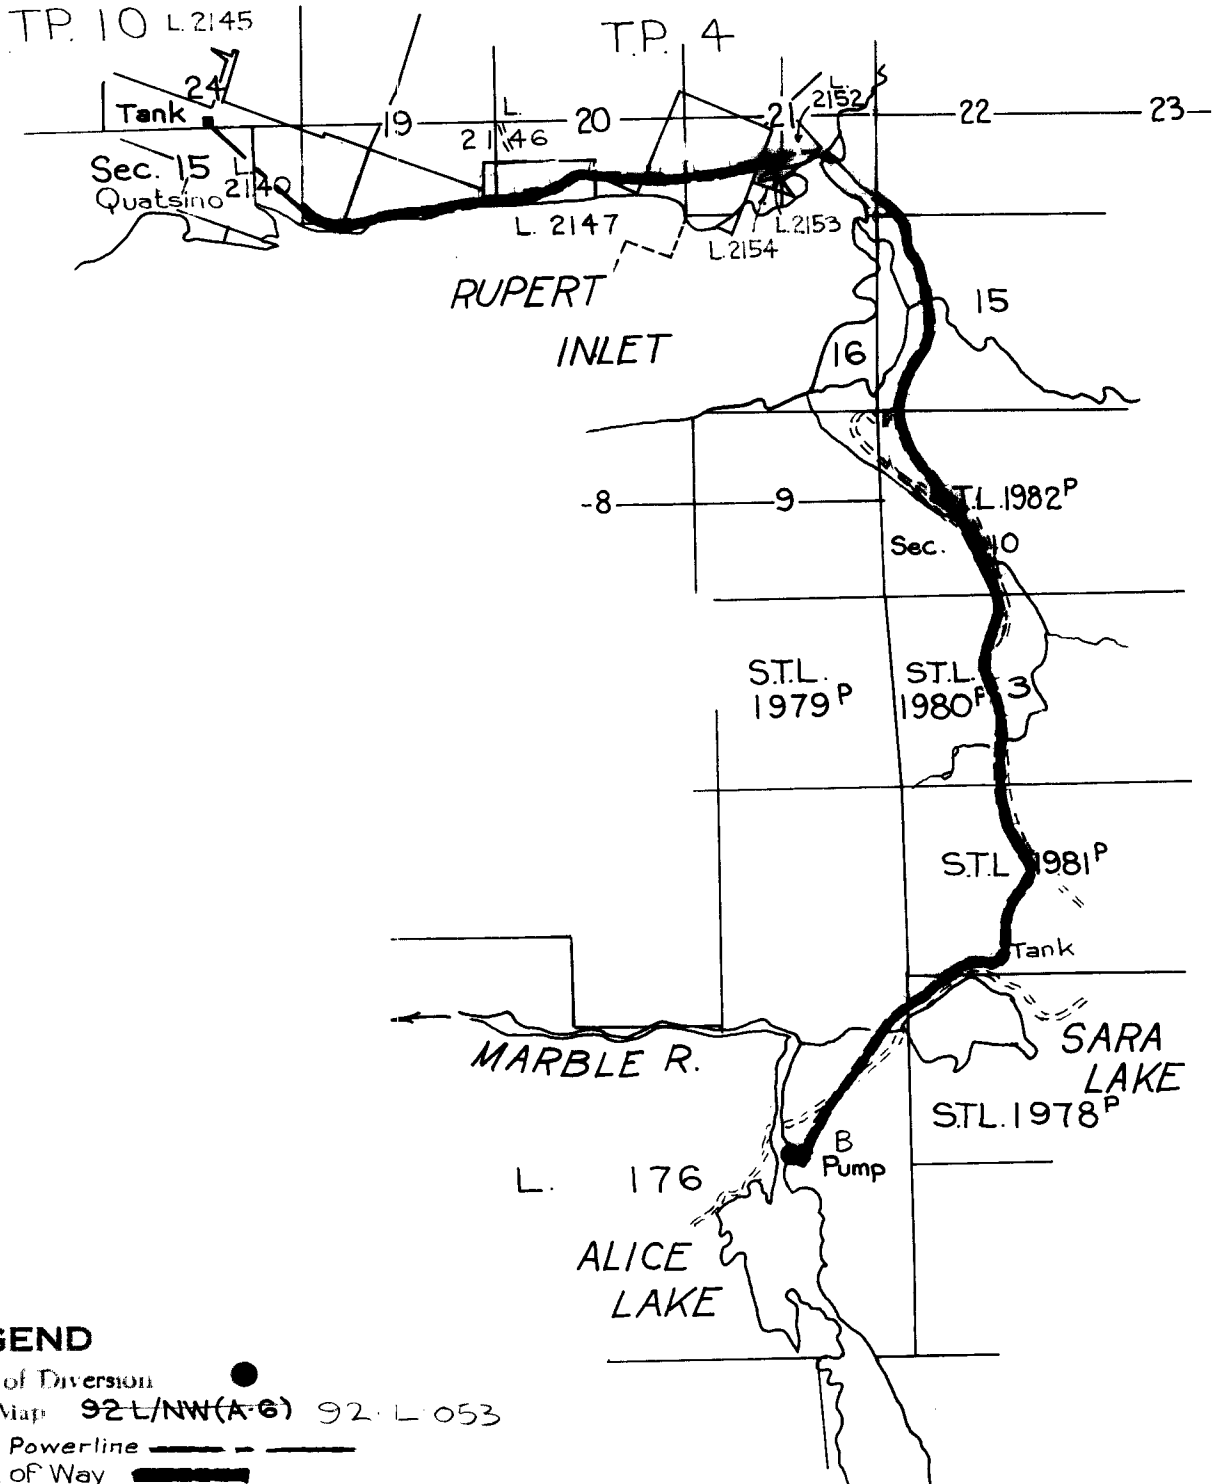 TP. 10 L. 2145
T.P. 4
24
Tank
19
L.
2146
20
21
L.
2152
22
23
Sec. 15
Quatsino
L
2140
L. 2147
L.2154
L.2153
RUPERT
INLET
15
16
8
9
T.L.1982P
Sec. 10
S.T.L.
1979P
S.T.L.
1980P
3
S.T.L 1981P
Tank
MARBLE R.
SARA
LAKE
S.T.L. 1978P
B
Pump
L. 176
ALICE
LAKE
GEND
of Diversion
Map 92 L/NW(A-6) 92. L 053
Powerline
of Way